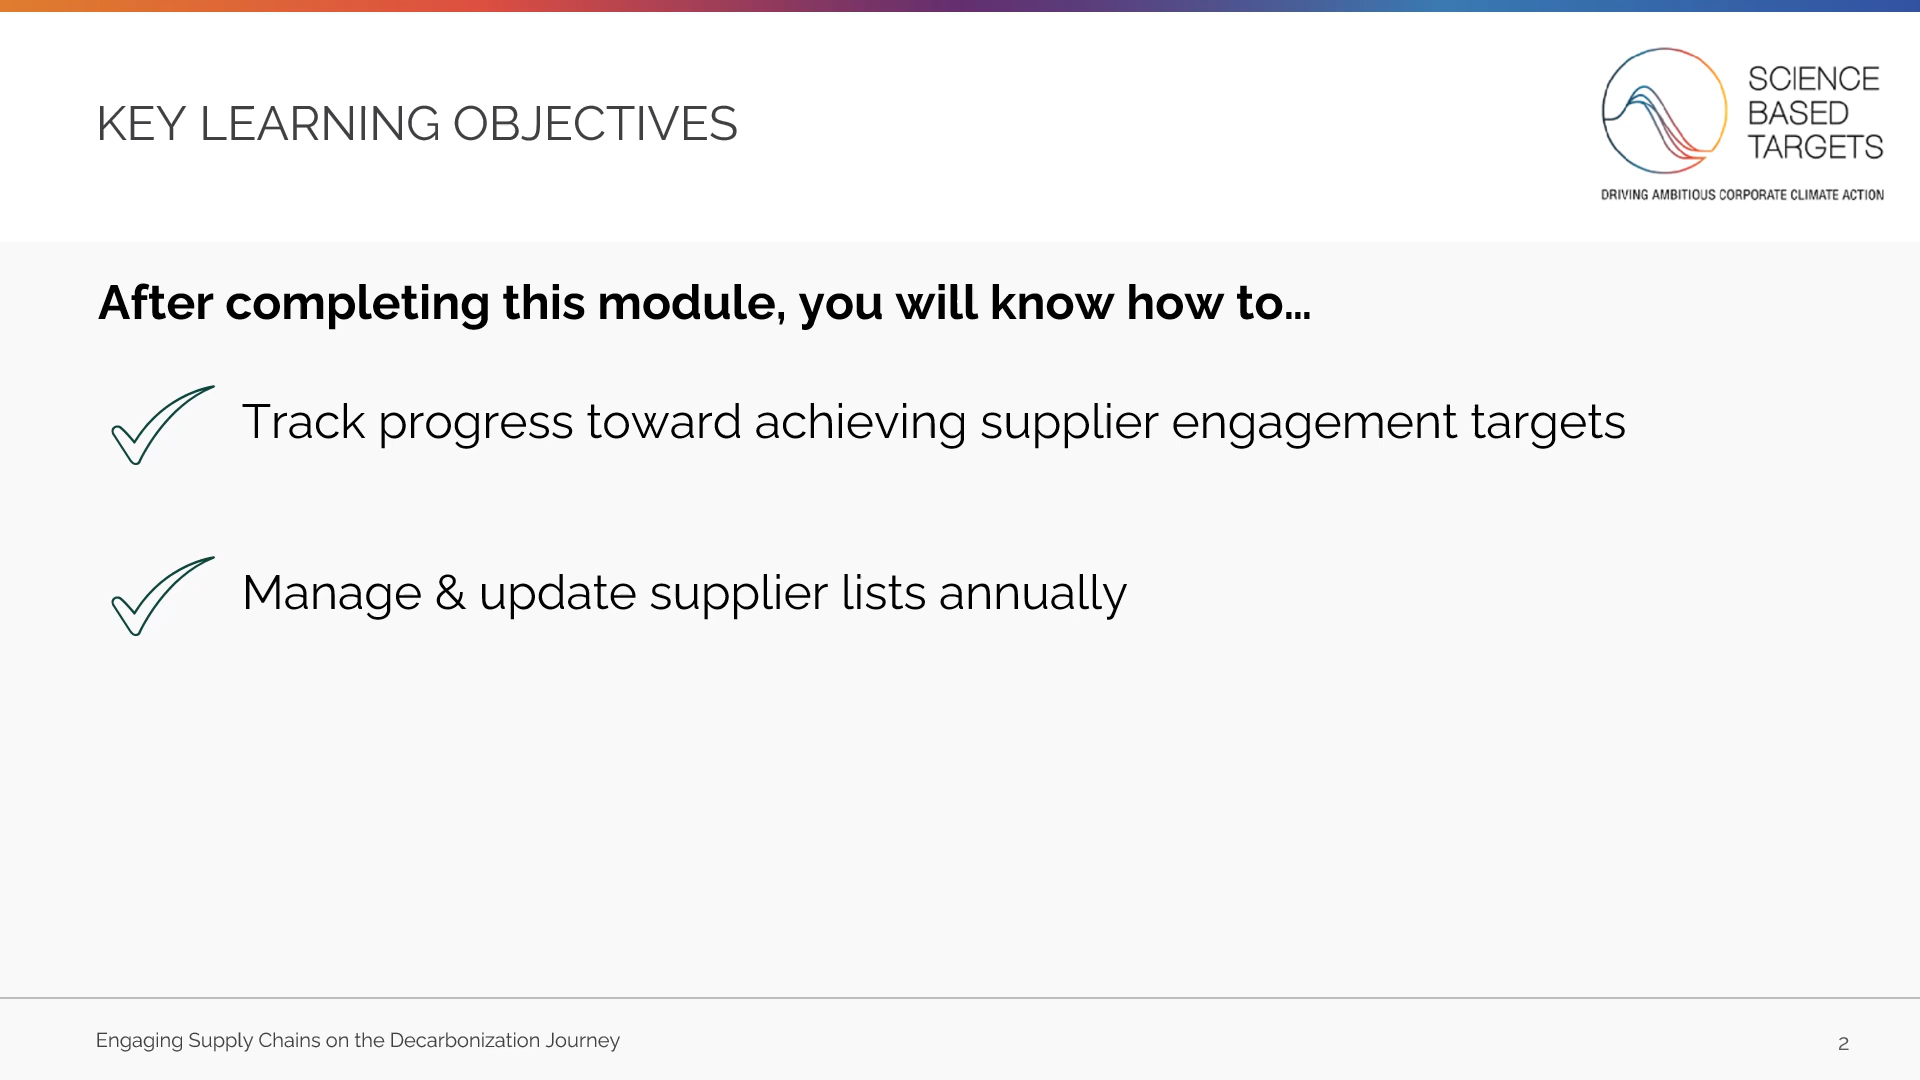 KEY LEARNING OBJECTIVES
SCIENCE
BASED
TARGETS
DRIVING AMBITIOUS CORPORATE CLIMATE ACTION
After completing this module, you will know how to...
Track progress toward achieving supplier engagement targets
Manage & update supplier lists annually
Engaging Supply Chains on the Decarbonization Journey
2